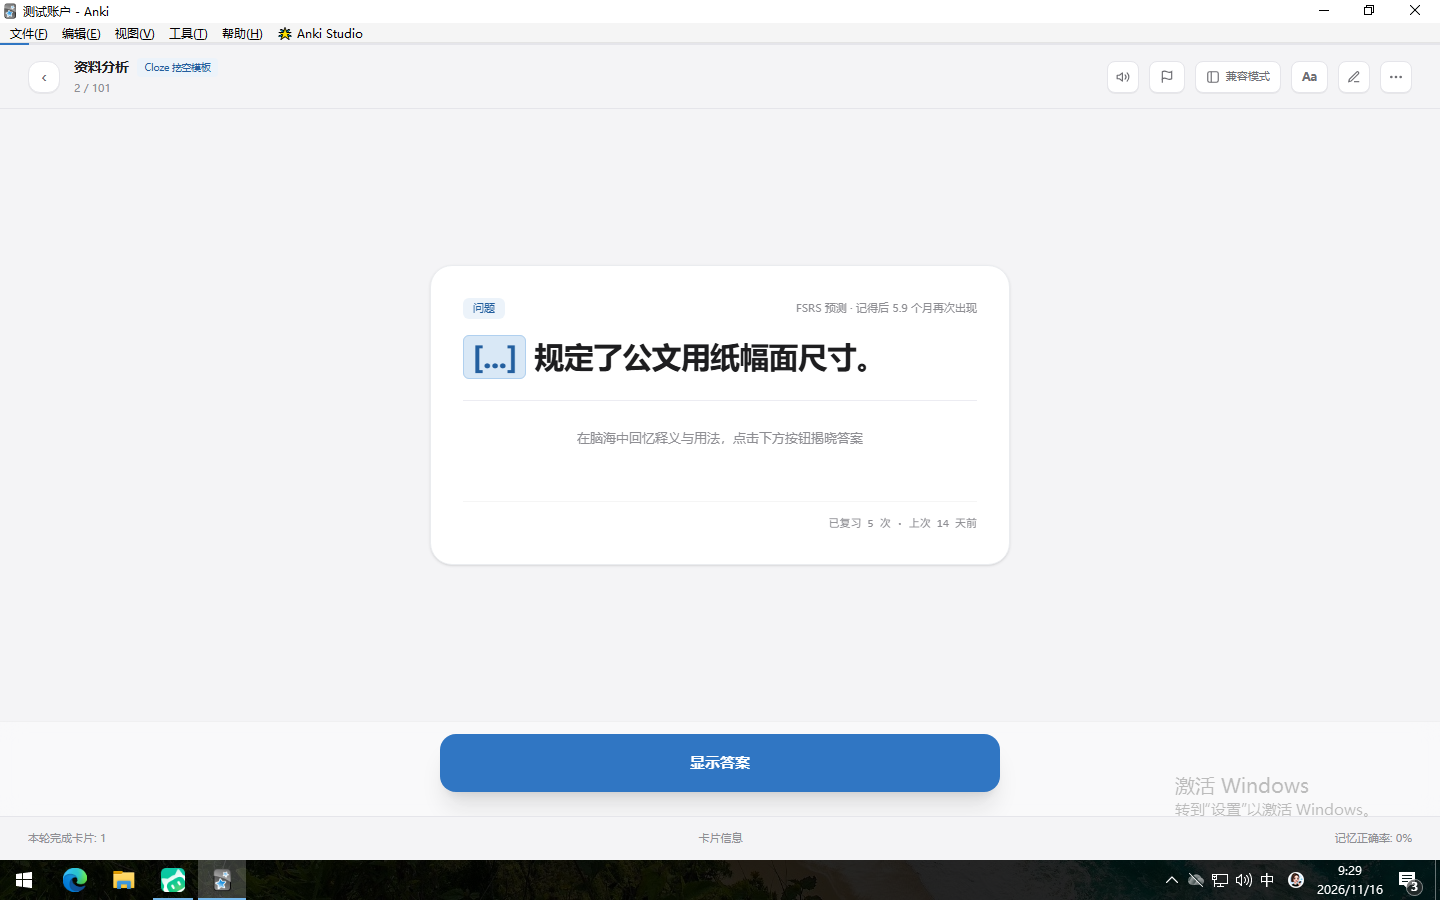 测试账户 - Anki
文件(F) 编辑(E) 视图(V) 工具(T) 帮助(H) Anki Studio
资料分析 Cloze 挖空模板
2 / 101
兼容模式 Aa
问题 FSRS 预测 · 记得后 5.9 个月再次出现
[...] 规定了公文用纸幅面尺寸。
在脑海中回忆释义与用法，点击下方按钮揭晓答案
已复习 5 次 · 上次 14 天前
显示答案
激活 Windows
转到"设置"以激活 Windows。
本轮完成卡片: 1 卡片信息 记忆正确率: 0%
中 9:29
2026/11/16 3